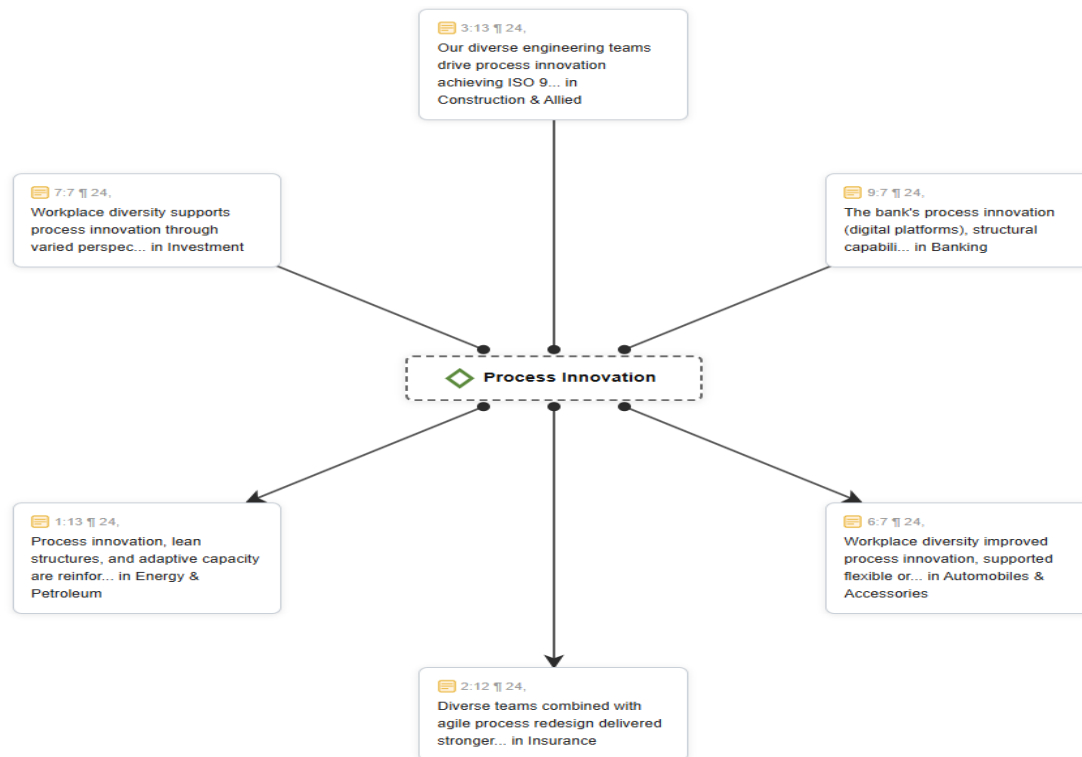 3:13 ¶ 24,
Our diverse engineering teams
drive process innovation
achieving ISO 9... in
Construction & Allied
7:7 ¶ 24,
Workplace diversity supports
process innovation through
varied perspec... in Investment
9:7 ¶ 24,
The bank's process innovation
(digital platforms), structural
capabili... in Banking
Process Innovation
1:13 ¶ 24,
Process innovation, lean
structures, and adaptive capacity
are reinfor... in Energy &
Petroleum
6:7 ¶ 24,
Workplace diversity improved
process innovation, supported
flexible or... in Automobiles &
Accessories
2:12 ¶ 24,
Diverse teams combined with
agile process redesign delivered
stronger... in Insurance